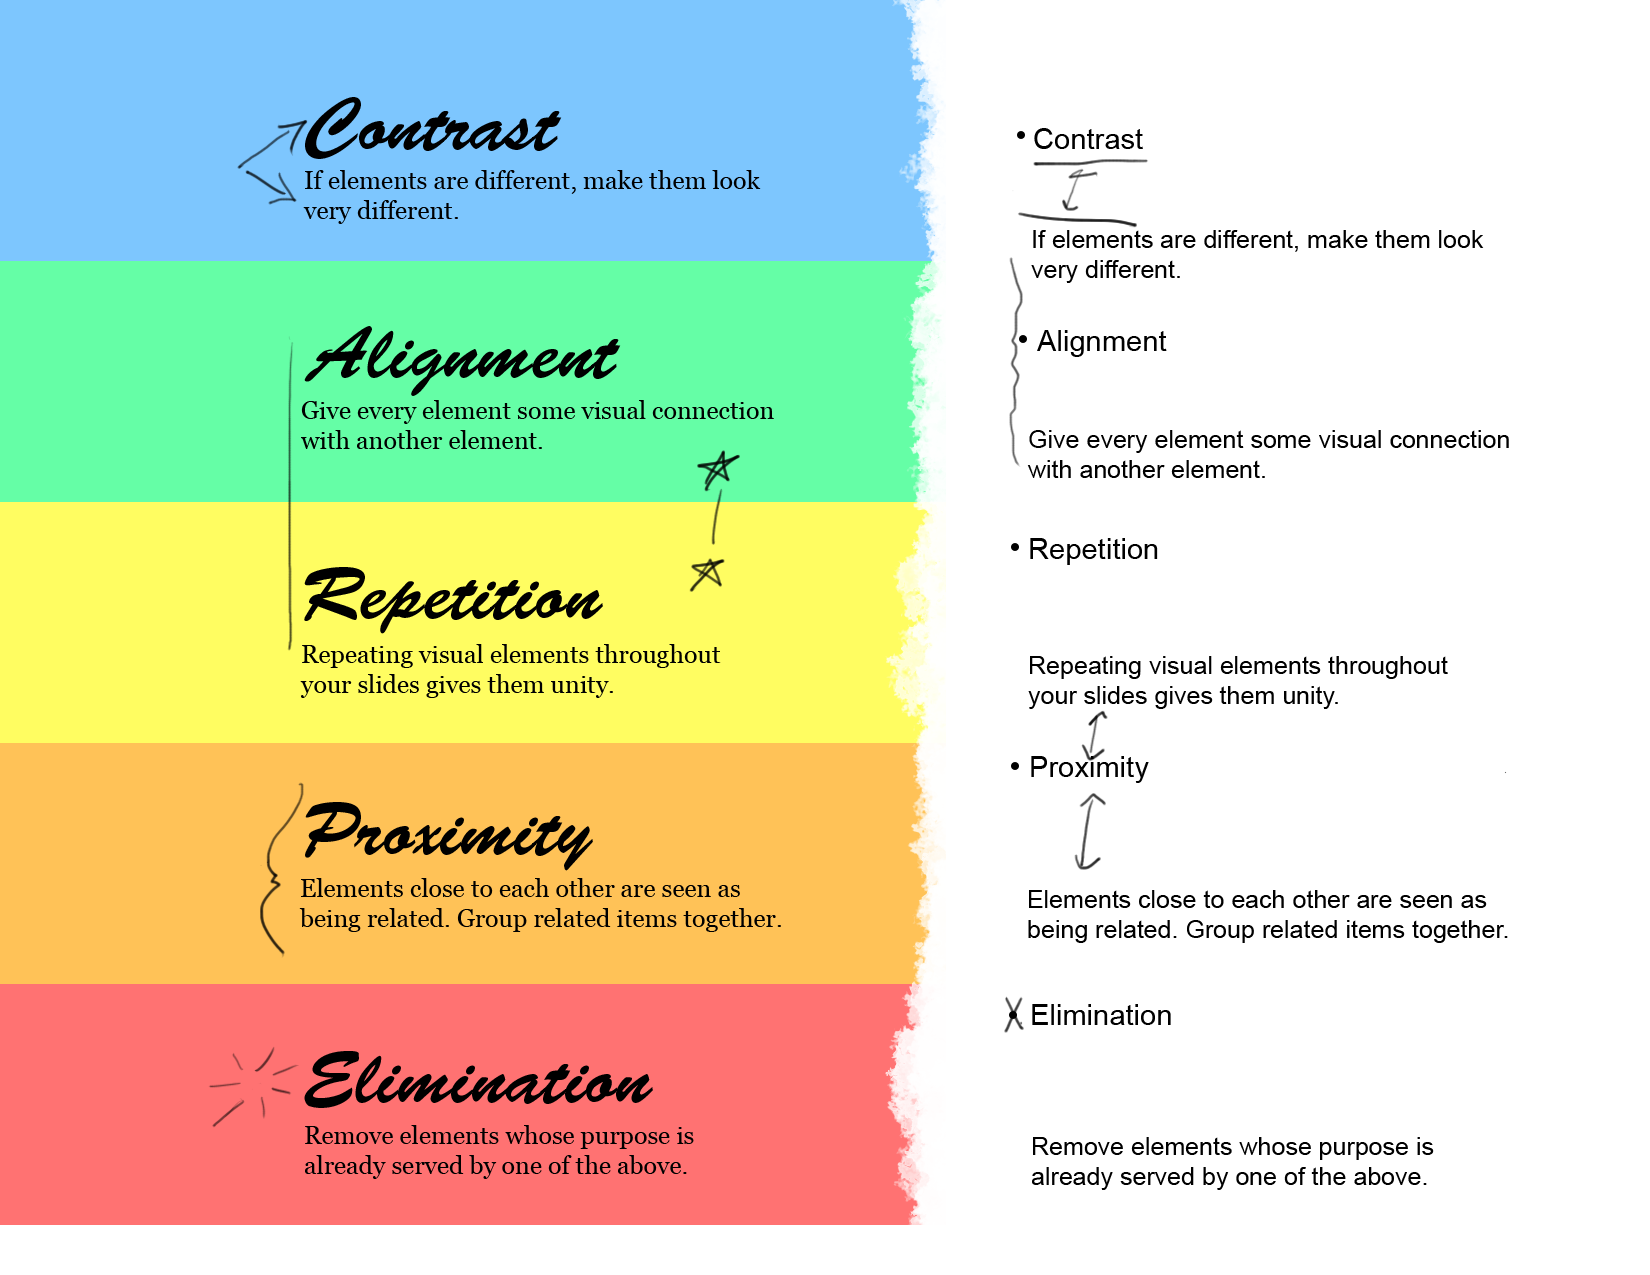 Contrast
If elements are different, make them look
very different.
Alignment
Give every element some visual connection
with another element.
Repetition
Repeating visual elements throughout
your slides gives them unity.
Proximity
Elements close to each other are seen as
being related. Group related items together.
Elimination
Remove elements whose purpose is
already served by one of the above.
• Contrast
If elements are different, make them look
very different.
• Alignment
Give every element some visual connection
with another element.
• Repetition
Repeating visual elements throughout
your slides gives them unity.
• Proximity
Elements close to each other are seen as
being related. Group related items together.
• Elimination
Remove elements whose purpose is
already served by one of the above.